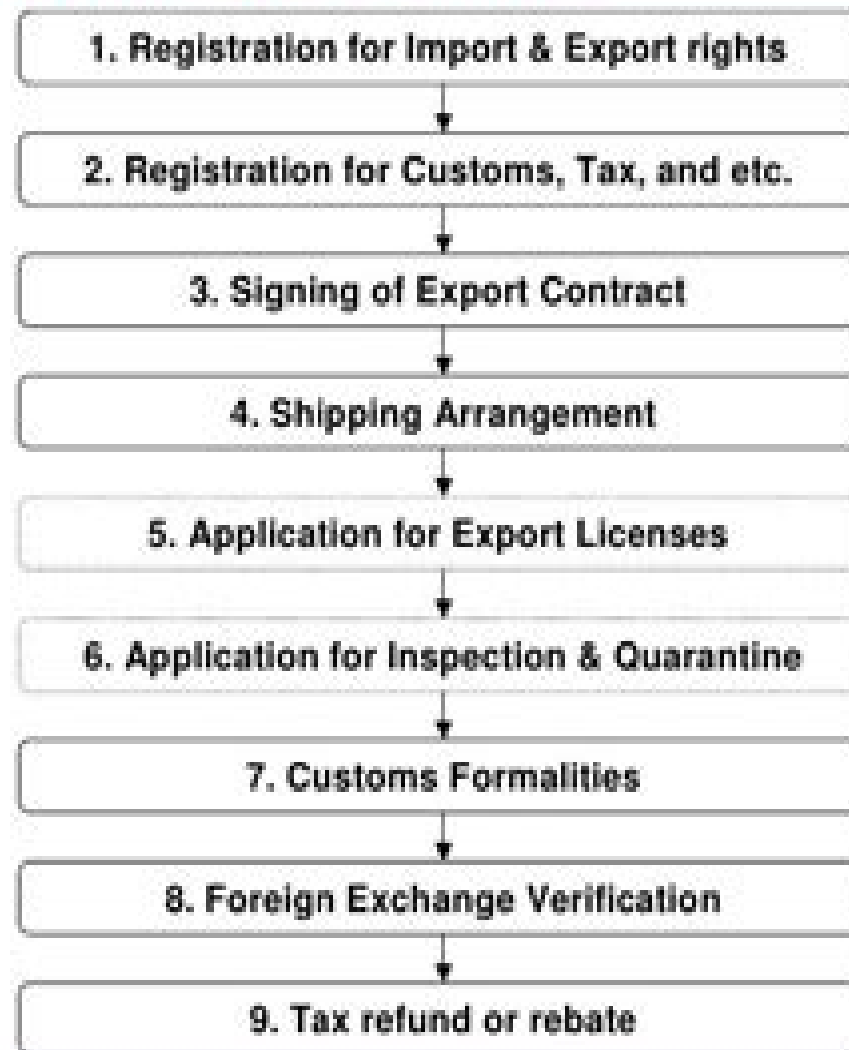 1. Registration for Import & Export rights
2. Registration for Customs, Tax, and etc.
3. Signing of Export Contract
4. Shipping Arrangement
5. Application for Export Licenses
6. Application for Inspection & Quarantine
7. Customs Formalities
8. Foreign Exchange Verification
9. Tax refund or rebate